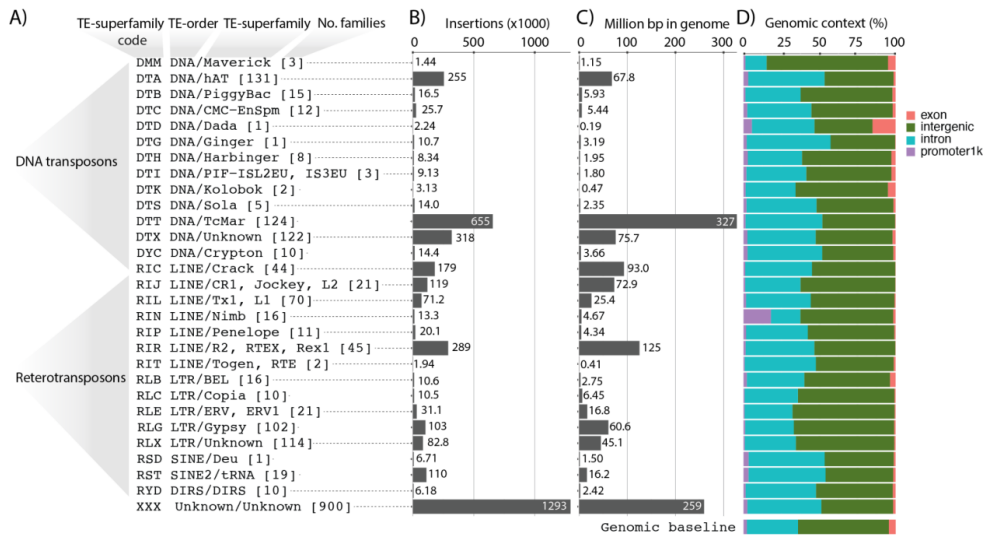 A)
TE-superfamily TE-order TE-superfamily No. families
code
B) Insertions (x1000)
0 500 1000
C) Million bp in genome
0 100 200 300
D) Genomic context (%)
0 25 50 75 100
DNA transposons
Reterotransposons
DMM DNA/Maverick [3] 1.44 1.15
DTA DNA/hAT [131] 255 67.8
DTB DNA/PiggyBac [15] 16.5 5.93
DTC DNA/CMC-EnSpm [12] 25.7 5.44
DTD DNA/Dada [1] 2.24 0.19
DTG DNA/Ginger [1] 10.7 3.19
DTH DNA/Harbinger [8] 8.34 1.95
DTI DNA/PIF-ISL2EU, IS3EU [3] 9.13 1.80
DTK DNA/Kolobok [2] 3.13 0.47
DTS DNA/Sola [5] 14.0 2.35
DTT DNA/TcMar [124] 655 327
DTX DNA/Unknown [122] 318 75.7
DYC DNA/Crypton [10] 14.4 3.66
RIC LINE/Crack [44] 179 93.0
RIJ LINE/CR1, Jockey, L2 [21] 119 72.9
RIL LINE/Tx1, L1 [70] 71.2 25.4
RIN LINE/Nimb [16] 13.3 4.67
RIP LINE/Penelope [11] 20.1 4.34
RIR LINE/R2, RTEX, Rex1 [45] 289 125
RIT LINE/Togen, RTE [2] 1.94 0.41
RLB LTR/BEL [16] 10.6 2.75
RLC LTR/Copia [10] 10.5 6.45
RLE LTR/ERV, ERV1 [21] 31.1 16.8
RLG LTR/Gypsy [102] 103 60.6
RLX LTR/Unknown [114] 82.8 45.1
RSD SINE/Deu [1] 6.71 1.50
RST SINE2/tRNA [19] 110 16.2
RYD DIRS/DIRS [10] 6.18 2.42
XXX Unknown/Unknown [900] 1293 259
Genomic baseline
exon
intergenic
intron
promoter1k